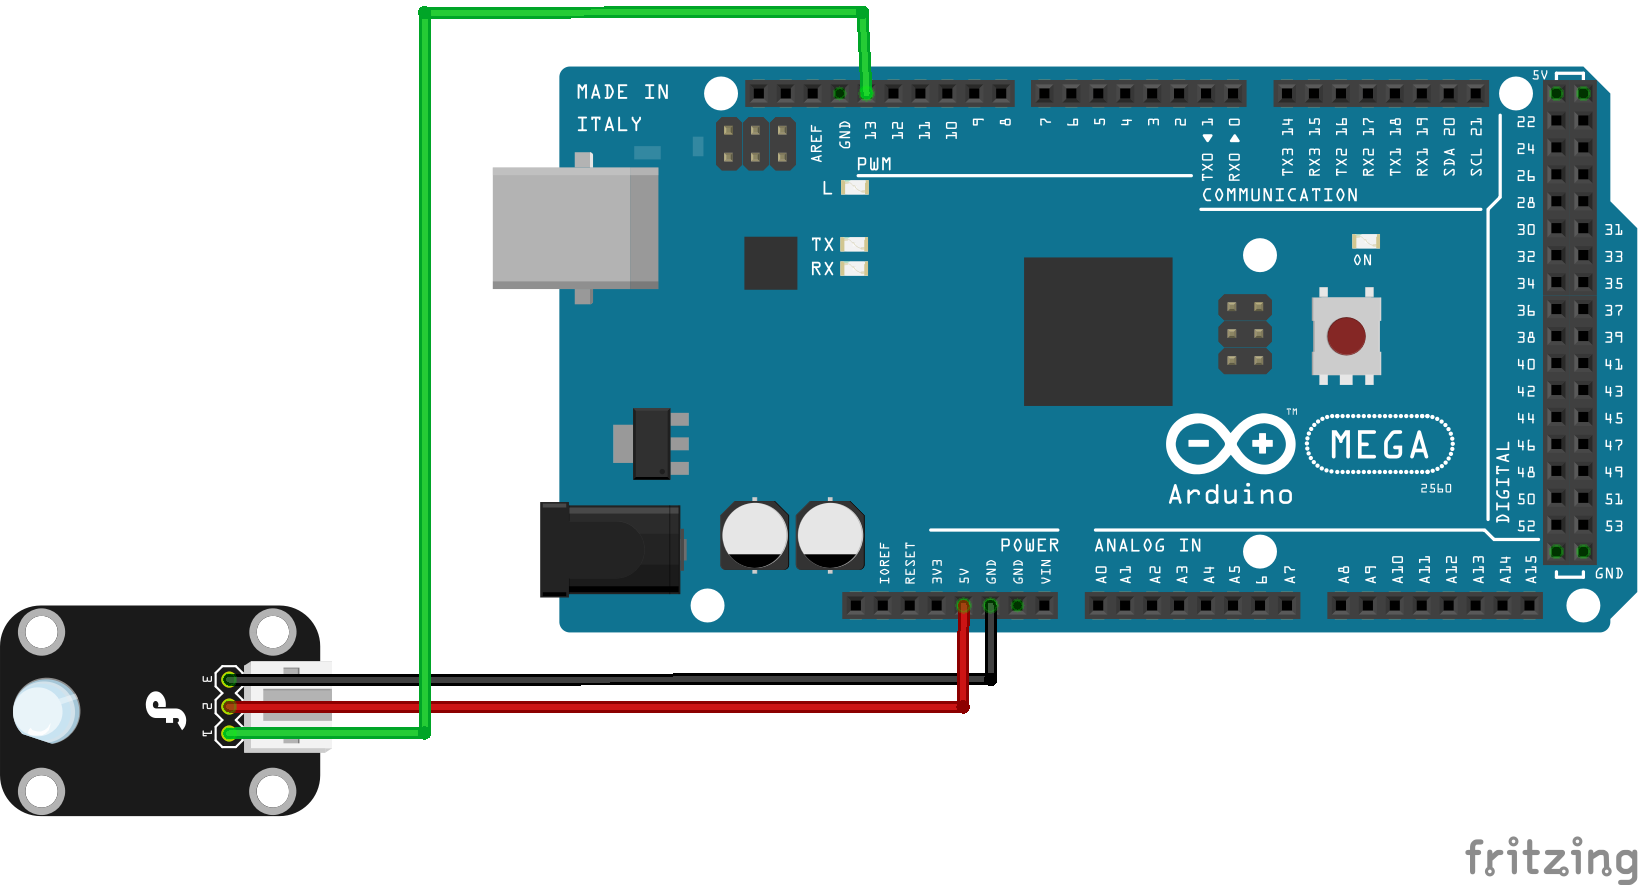 MADE IN
ITALY
AREF
GND
13
12
11
10
9
8
7
6
5
4
3
2
TX0 ◀ 1
RX0 ▶ 0
TX3 14
RX3 15
TX2 16
RX2 17
TX1 18
RX1 19
SDA 20
SCL 21
PWM
COMMUNICATION
L
TX
RX
ON
5V
22
24
26
28
30 31
32 33
34 35
36 37
38 39
40 41
42 43
44 45
46 47
48 49
50 51
52 53
GND
DIGITAL
TM
Arduino
MEGA
2560
POWER
ANALOG IN
IOREF
RESET
3V3
5V
GND
GND
VIN
A0
A1
A2
A3
A4
A5
6
A7
A8
A9
A10
A11
A12
A13
A14
A15
3
2
1
fritzing